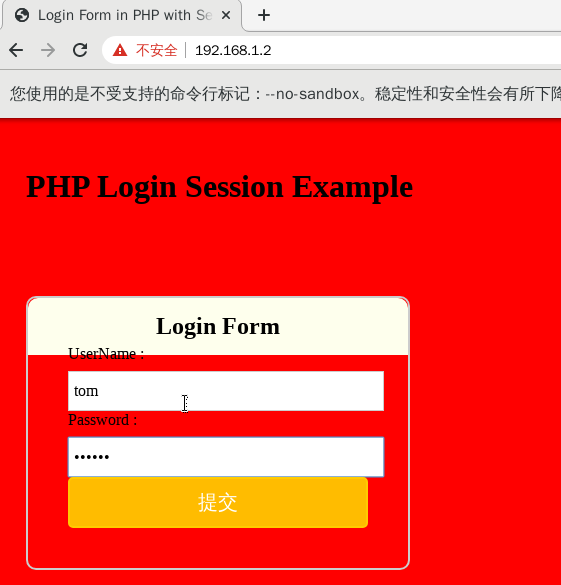 Login Form in PHP with Se
不安全 192.168.1.2
您使用的是不受支持的命令行标记：--no-sandbox。稳定性和安全性会有所下
PHP Login Session Example
Login Form
UserName :
tom
Password :
••••••
提交